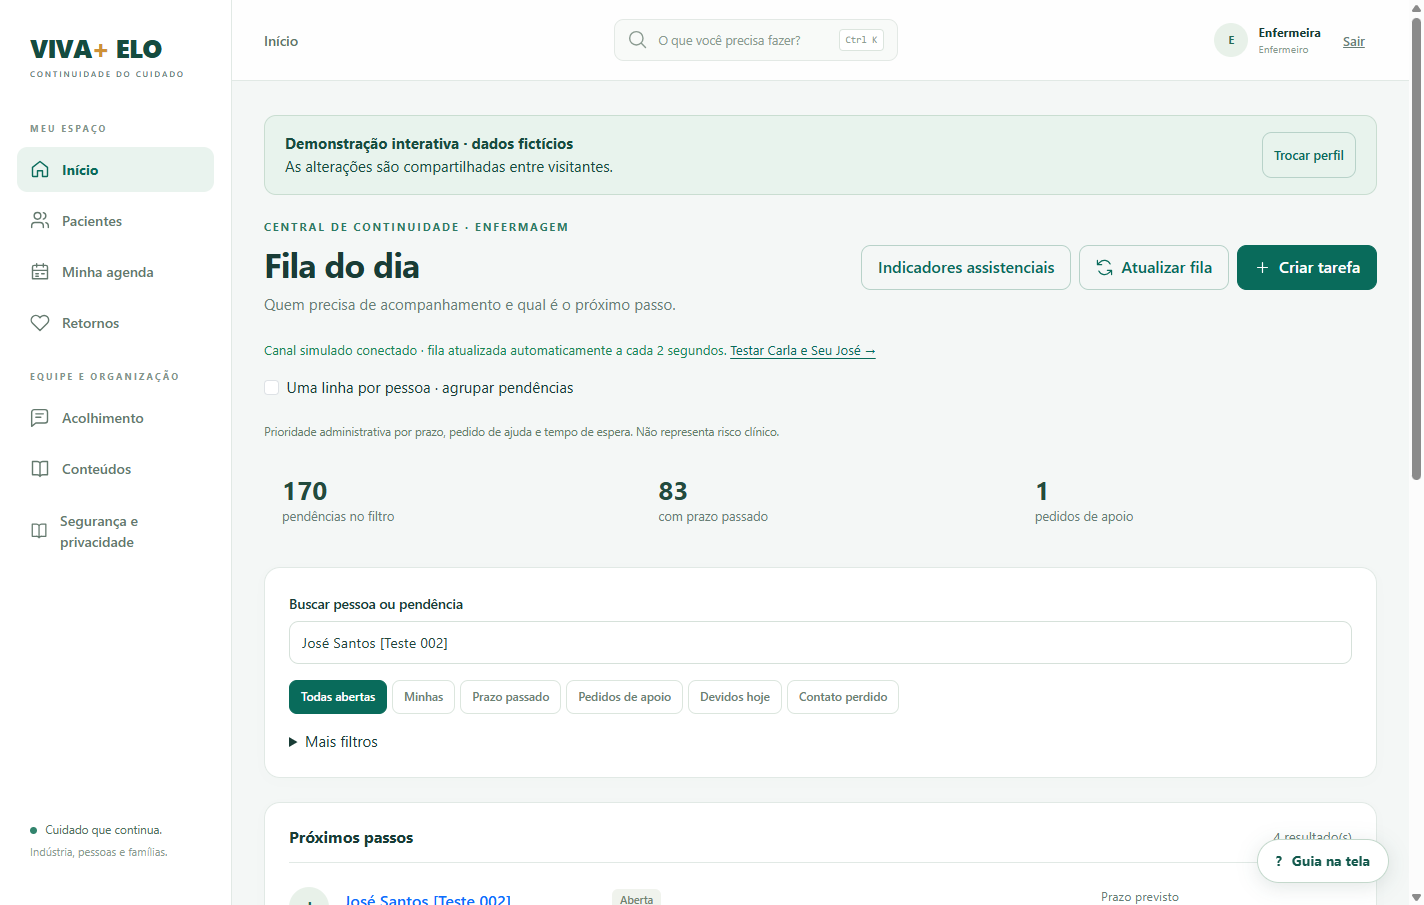 VIVA+ ELO
CONTINUIDADE DO CUIDADO
MEU ESPAÇO
Início
Pacientes
Minha agenda
Retornos
EQUIPE E ORGANIZAÇÃO
Acolhimento
Conteúdos
Segurança e
privacidade
Cuidado que continua.
Indústria, pessoas e famílias.
Início
O que você precisa fazer?
Ctrl K
E
Enfermeira
Enfermeiro
Sair
Demonstração interativa · dados fictícios
As alterações são compartilhadas entre visitantes.
Trocar perfil
CENTRAL DE CONTINUIDADE · ENFERMAGEM
Fila do dia
Quem precisa de acompanhamento e qual é o próximo passo.
Indicadores assistenciais
Atualizar fila
+ Criar tarefa
Canal simulado conectado · fila atualizada automaticamente a cada 2 segundos. Testar Carla e Seu José →
Uma linha por pessoa · agrupar pendências
Prioridade administrativa por prazo, pedido de ajuda e tempo de espera. Não representa risco clínico.
170
pendências no filtro
83
com prazo passado
1
pedidos de apoio
Buscar pessoa ou pendência
José Santos [Teste 002]
Todas abertas
Minhas
Prazo passado
Pedidos de apoio
Devidos hoje
Contato perdido
Mais filtros
Próximos passos
4 resultado(s)
? Guia na tela
José Santos [Teste 002]
Aberta
Prazo previsto